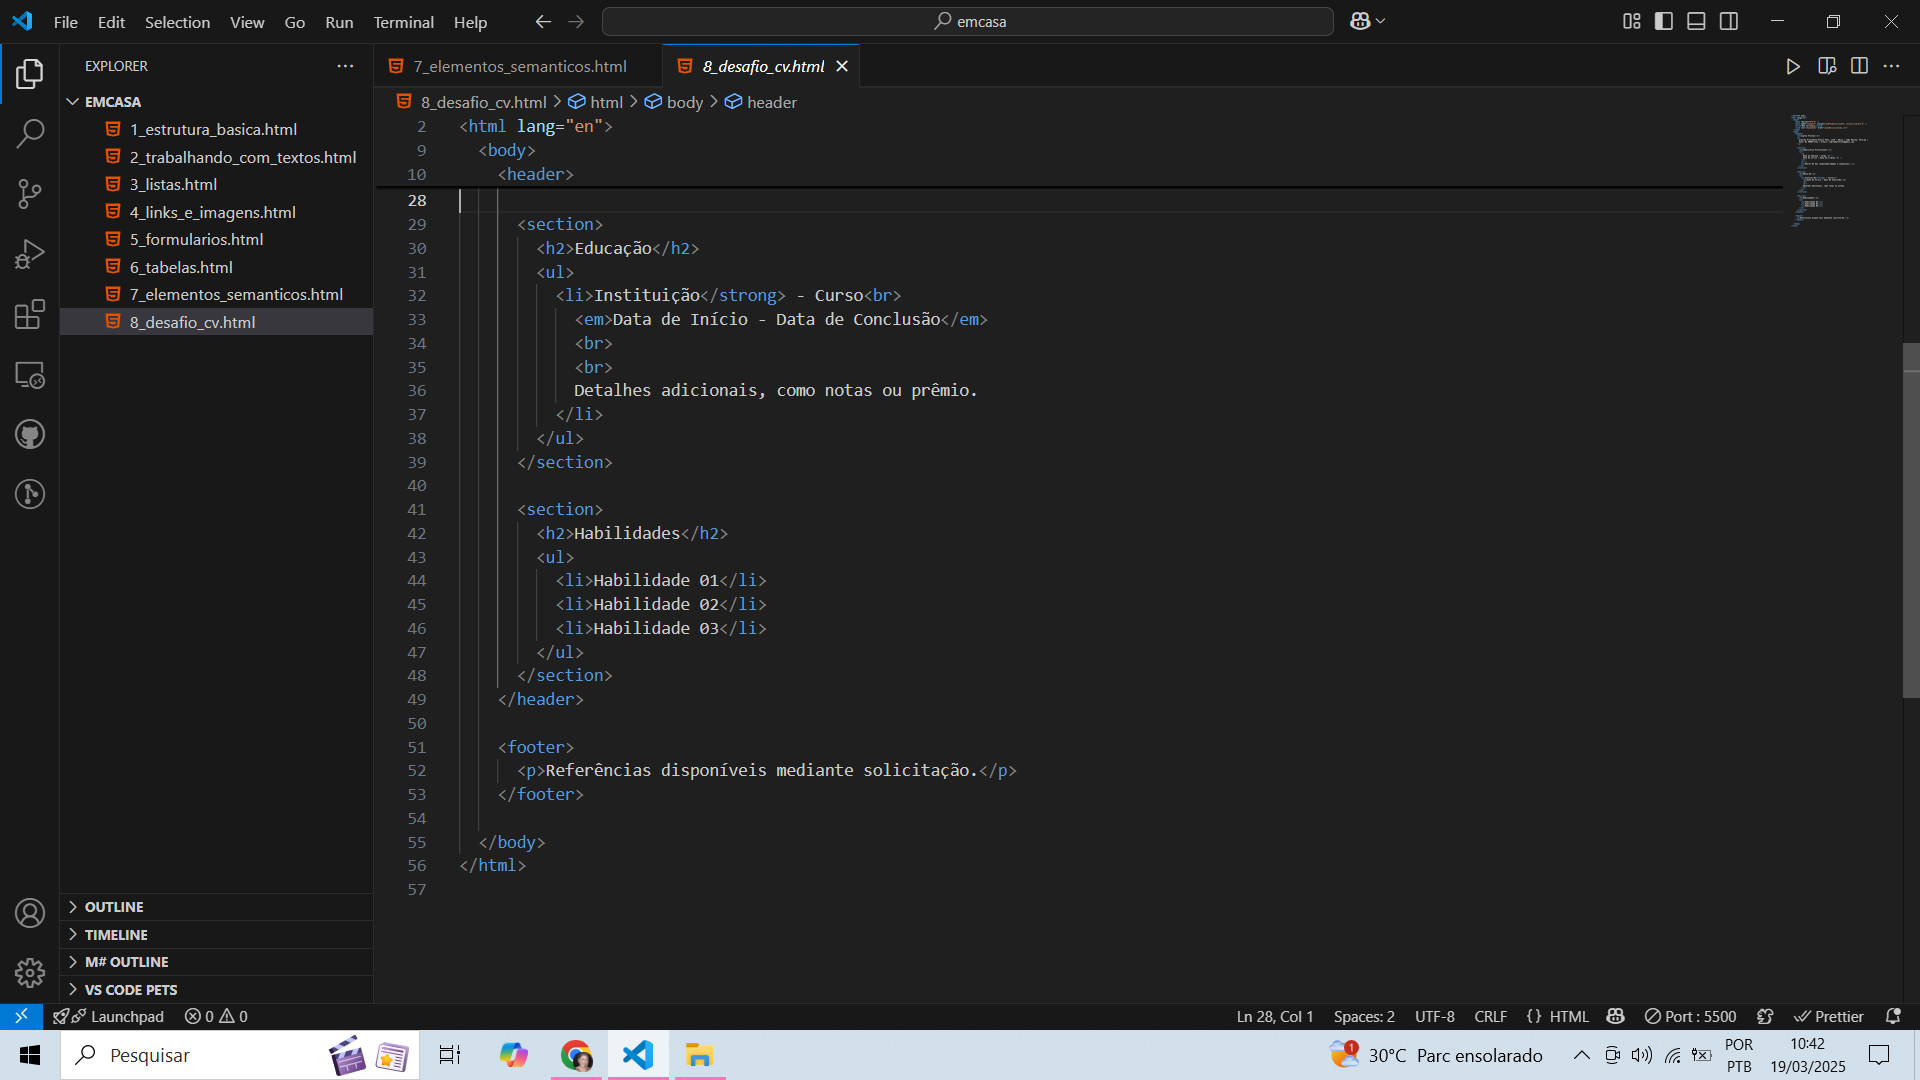 File Edit Selection View Go Run Terminal Help
emcasa
EXPLORER
EMCASA
1_estrutura_basica.html
2_trabalhando_com_textos.html
3_listas.html
4_links_e_imagens.html
5_formularios.html
6_tabelas.html
7_elementos_semanticos.html
8_desafio_cv.html
OUTLINE
TIMELINE
M# OUTLINE
VS CODE PETS
7_elementos_semanticos.html 8_desafio_cv.html
8_desafio_cv.html > html > body > header
2 <html lang="en">
9 <body>
10 <header>
28
29 <section>
30 <h2>Educação</h2>
31 <ul>
32 <li>Instituição</strong> - Curso<br>
33 <em>Data de Início - Data de Conclusão</em>
34 <br>
35 <br>
36 Detalhes adicionais, como notas ou prêmio.
37 </li>
38 </ul>
39 </section>
40
41 <section>
42 <h2>Habilidades</h2>
43 <ul>
44 <li>Habilidade 01</li>
45 <li>Habilidade 02</li>
46 <li>Habilidade 03</li>
47 </ul>
48 </section>
49 </header>
50
51 <footer>
52 <p>Referências disponíveis mediante solicitação.</p>
53 </footer>
54
55 </body>
56 </html>
57
Launchpad 0 0 Ln 28, Col 1 Spaces: 2 UTF-8 CRLF {} HTML Port : 5500 Prettier
Pesquisar 1 30°C Parc ensolarado POR PTB 10:42 19/03/2025